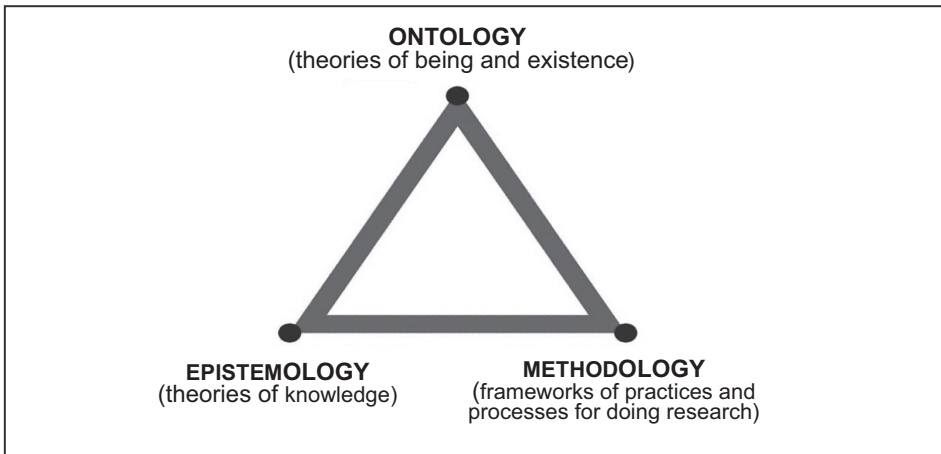 ONTOLOGY
(theories of being and existence)
EPISTEMOLOGY
(theories of knowledge)
METHODOLOGY
(frameworks of practices and
processes for doing research)